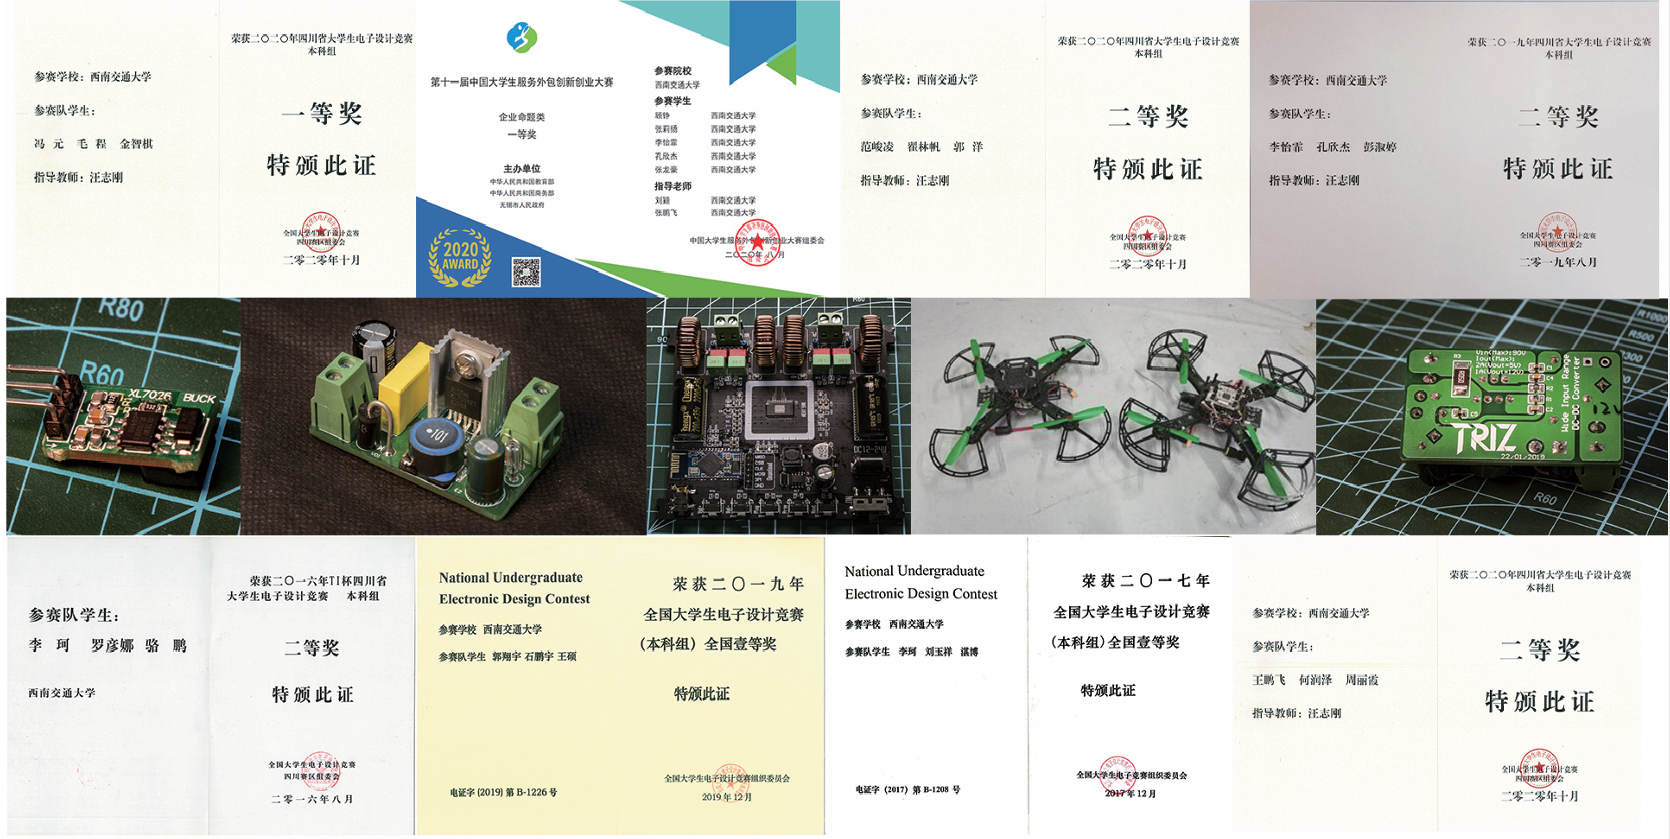 参赛学校：西南交通大学
参赛队学生：
冯 元 毛 程 金智棋
指导教师：汪志刚
荣获二〇二〇年四川省大学生电子设计竞赛
本科组
一等奖
特颁此证
全国大学生电子设计竞赛
四川赛区组委会
二零二零年十月
第十一届中国大学生服务外包创新创业大赛
企业命题类
一等奖
主办单位
中华人民共和国教育部
中华人民共和国商务部
无锡市人民政府
2020
AWARD
参赛院校
西南交通大学
参赛学生
顾铮 西南交通大学
张莉扬 西南交通大学
李怡霏 西南交通大学
孔欣杰 西南交通大学
张龙豪 西南交通大学
指导老师
刘颖 西南交通大学
张鹏飞 西南交通大学
中国大学生服务外包创新创业大赛组委会
二〇二〇年八月
参赛学校：西南交通大学
参赛队学生：
范峻凌 翟林帆 郭 洋
指导教师：汪志刚
荣获二〇二〇年四川省大学生电子设计竞赛
本科组
二等奖
特颁此证
全国大学生电子设计竞赛
四川赛区组委会
二零二零年十月
参赛学校：西南交通大学
参赛队学生：
李怡霏 孔欣杰 彭淑婷
指导教师：汪志刚
荣获二〇一九年四川省大学生电子设计竞赛
本科组
二等奖
特颁此证
全国大学生电子设计竞赛
四川赛区组委会
二零一九年八月
R80
R60
XL7026 BUCK
101
90
DC12-24V
R1000
R500
R300
Vin(Max):90V
Iout(Max):
2A(Vout=5V)
1A(Vout=12V)
Wide Input Range
DC-DC Converter
TRIZ
22/01/2019
12V
R60
参赛队学生：
李 珂 罗彦娜 骆 鹏
西南交通大学
荣获二〇一六年TI杯四川省
大学生电子设计竞赛 本科组
二等奖
特颁此证
全国大学生电子设计竞赛
四川赛区组委会
二零一六年八月
National Undergraduate
Electronic Design Contest
参赛学校 西南交通大学
参赛队学生 郭翔宇 石鹏宇 王硕
电证字 (2019) 第 B-1226 号
荣获二〇一九年
全国大学生电子设计竞赛
（本科组）全国壹等奖
特颁此证
全国大学生电子设计竞赛组织委员会
2019 年 12 月
National Undergraduate
Electronic Design Contest
参赛学校 西南交通大学
参赛队学生 李珂 刘玉祥 湛博
电证字（2017）第 B-1208 号
荣获二〇一七年
全国大学生电子设计竞赛
（本科组）全国壹等奖
特颁此证
全国大学生电子设计竞赛组织委员会
2017 年 12 月
参赛学校：西南交通大学
参赛队学生：
王鹏飞 何润泽 周丽霞
指导教师：汪志刚
荣获二〇二〇年四川省大学生电子设计竞赛
本科组
二等奖
特颁此证
全国大学生电子设计竞赛
四川赛区组委会
二零二零年十月